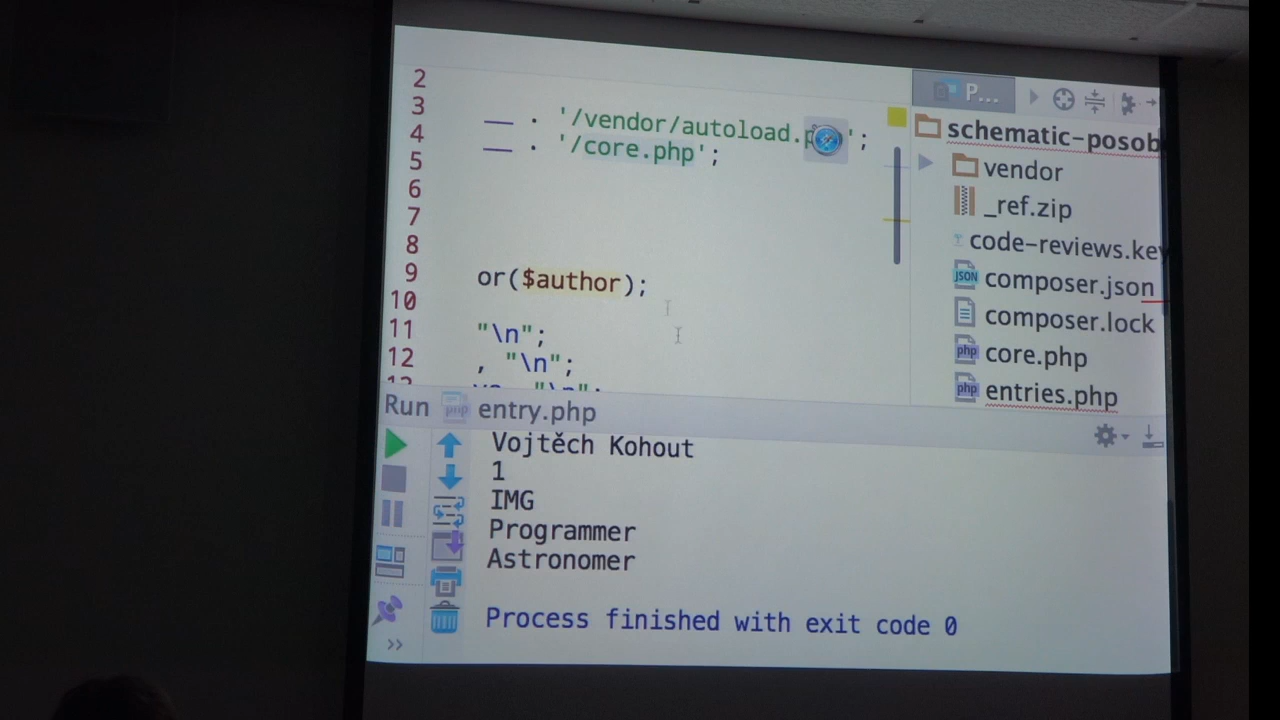 2
3
4
5
6
7
8
9
10
11
12
__ . '/vendor/autoload.p ';
__ . '/core.php';
or($author);
"\n";
, "\n";
"\n";
P...
schematic-posob
vendor
_ref.zip
code-reviews.key
composer.json
composer.lock
core.php
entries.php
Run entry.php
Vojtěch Kohout
1
IMG
Programmer
Astronomer
Process finished with exit code 0